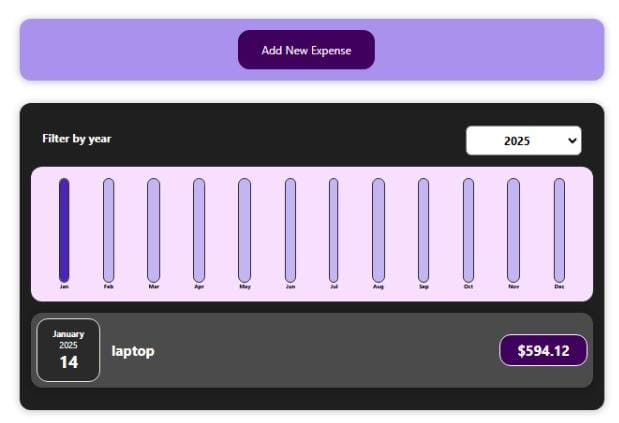 Add New Expense
Filter by year
2025
Jan Feb Mar Apr May Jun Jul Aug Sep Oct Nov Dec
January
2025
14
laptop
$594.12